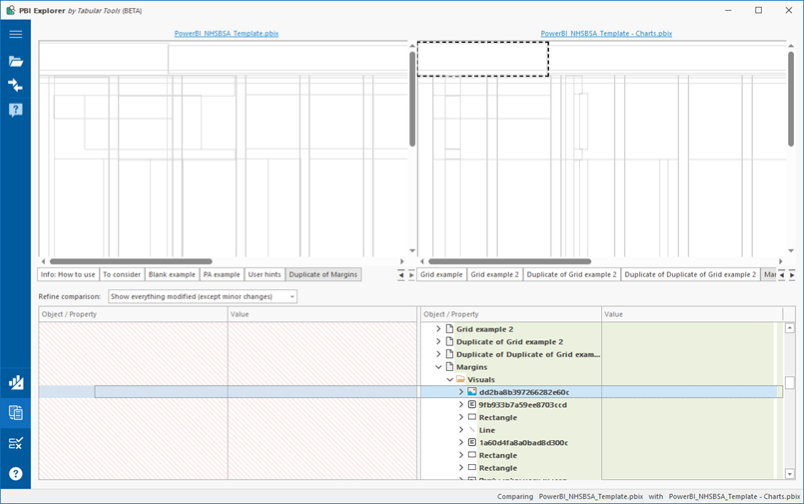 PBI Explorer by Tabular Tools (BETA)
PowerBI_NHSBSA_Template.pbix
PowerBI_NHSBSA_Template - Charts.pbix
Info: How to use To consider Blank example PA example User hints Duplicate of Margins
Grid example Grid example 2 Duplicate of Grid example 2 Duplicate of Duplicate of Grid example 2 Mar
Refine comparison: Show everything modified (except minor changes)
Object / Property Value Object / Property Value
Grid example 2
Duplicate of Grid example 2
Duplicate of Duplicate of Grid exam...
Margins
Visuals
dd2ba8b397266282e60c
9fb933b7a59ee8703ccd
Rectangle
Line
1a60d4fa8a0bad8d300c
Rectangle
Rectangle
Comparing PowerBI_NHSBSA_Template.pbix with PowerBI_NHSBSA_Template - Charts.pbix